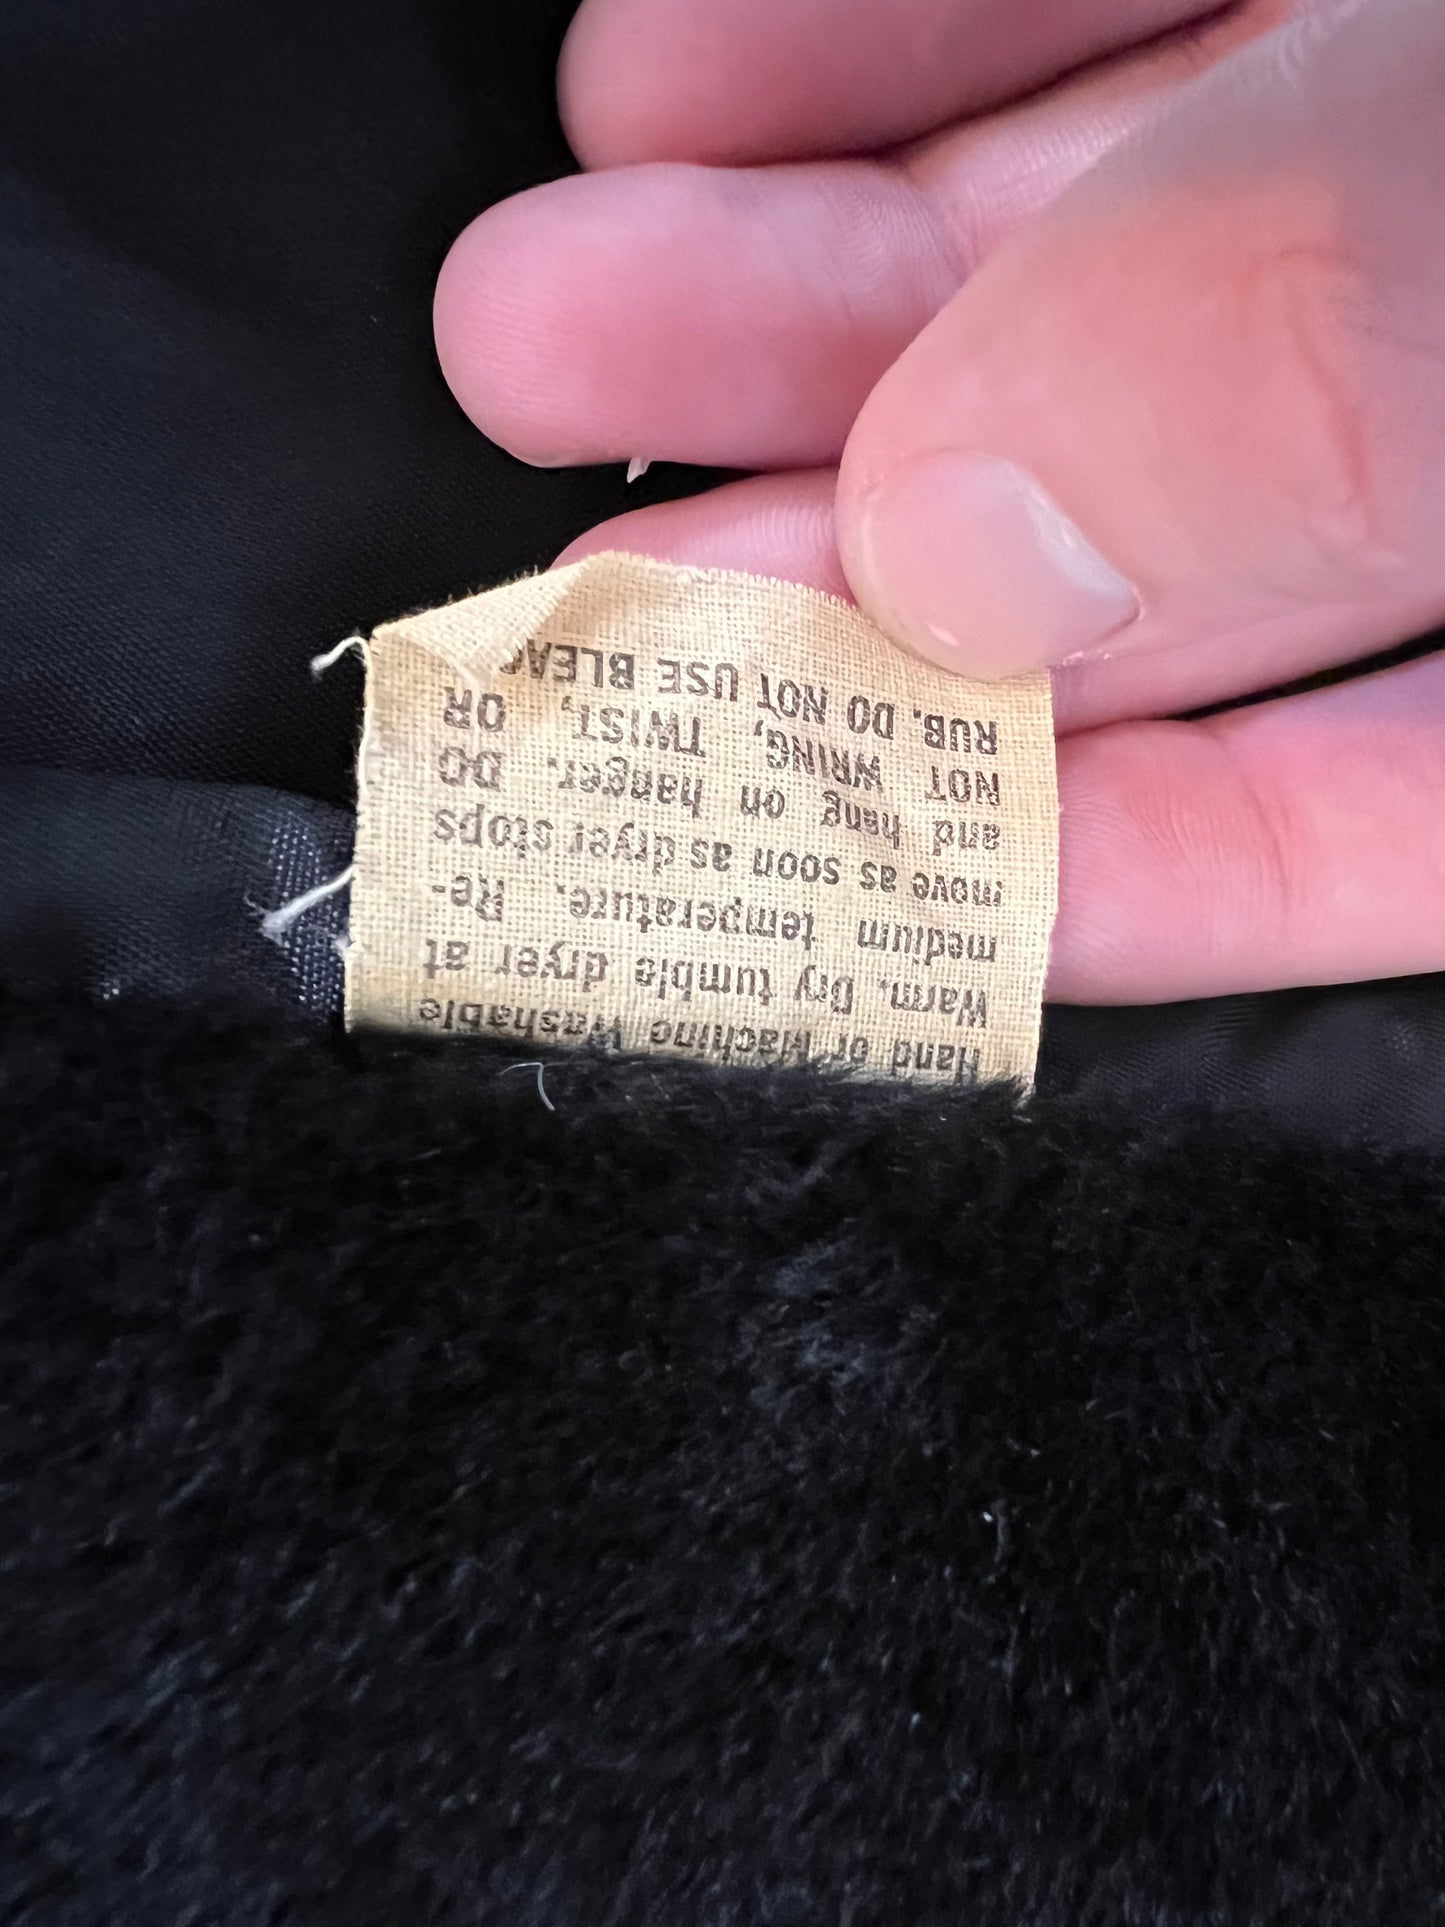 Hand or Machine Washable
Warm. Dry tumble dryer at
medium temperature. Re-
move as soon as dryer stops
and hang on hanger. DO
NOT WRING, TWIST, OR
RUB. DO NOT USE BLEAC